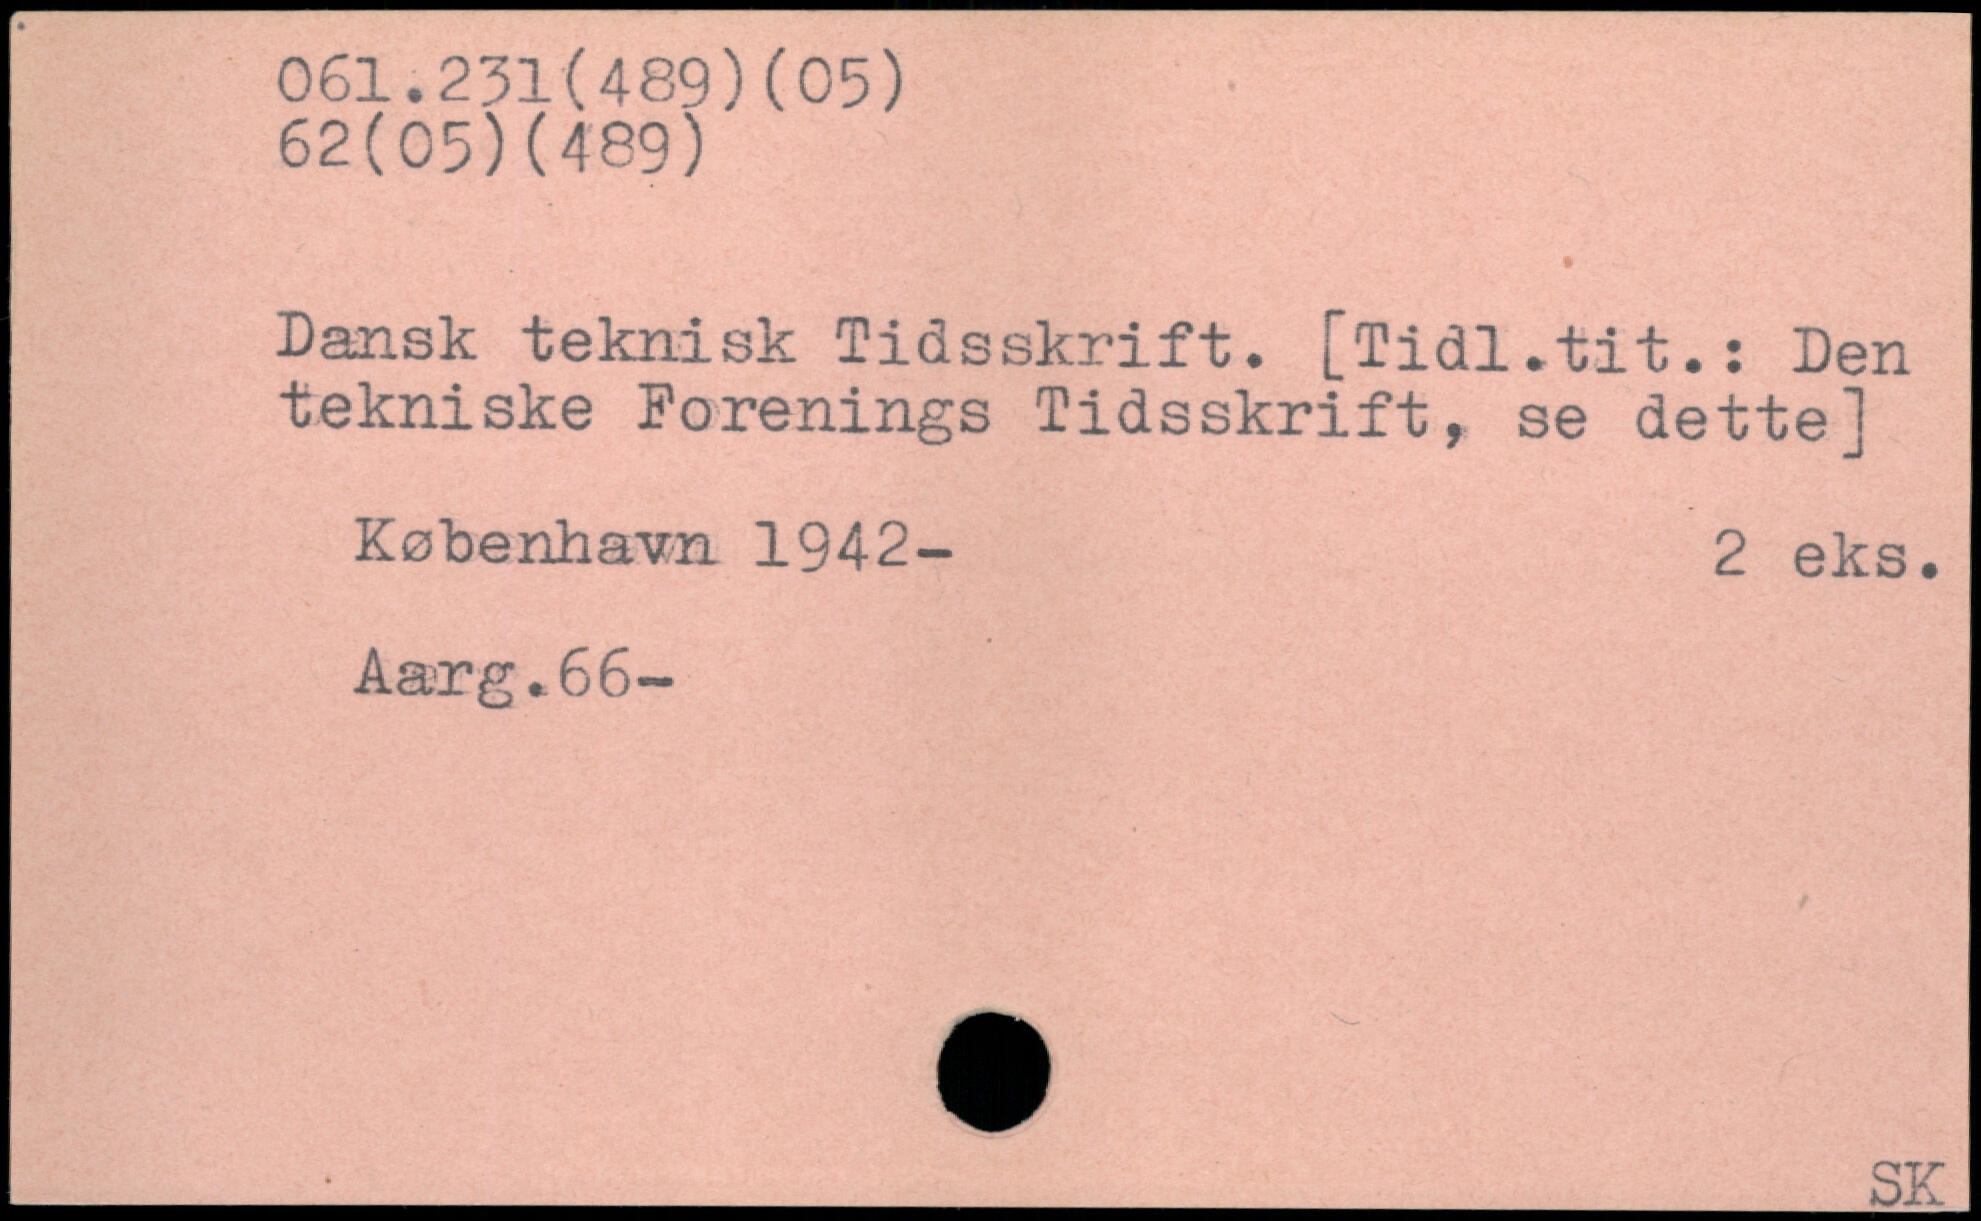 061.231(489)(05)
62(05)(489)
Dansk teknisk Tidsskrift. [Tidl.tit.: Den
tekniske Forenings Tidsskrift, se dette]
København 1942- 2 eks.
Aarg.66-
SK